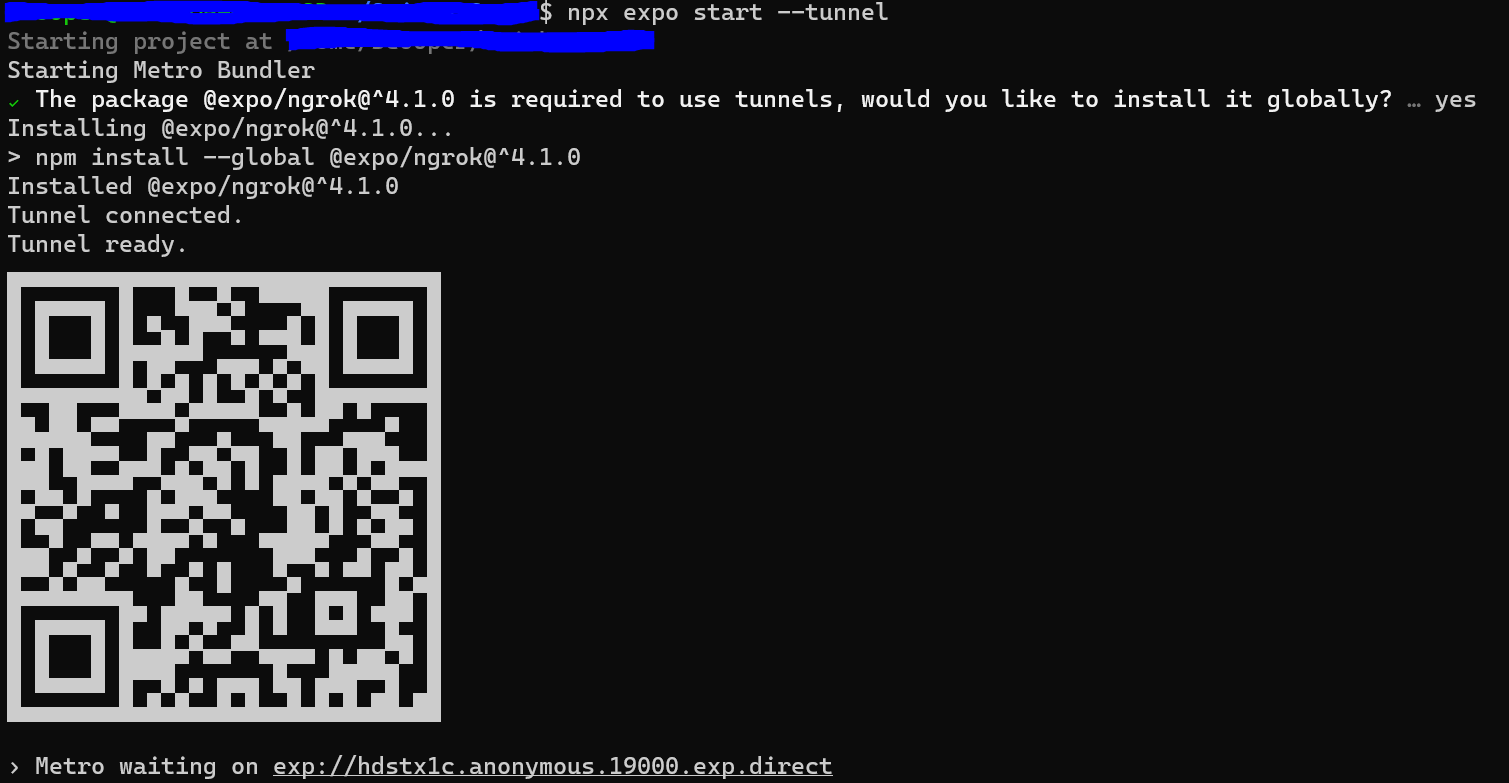 $ npx expo start --tunnel
Starting project at
Starting Metro Bundler
✓ The package @expo/ngrok@^4.1.0 is required to use tunnels, would you like to install it globally? … yes
Installing @expo/ngrok@^4.1.0...
> npm install --global @expo/ngrok@^4.1.0
Installed @expo/ngrok@^4.1.0
Tunnel connected.
Tunnel ready.
› Metro waiting on exp://hdstx1c.anonymous.19000.exp.direct